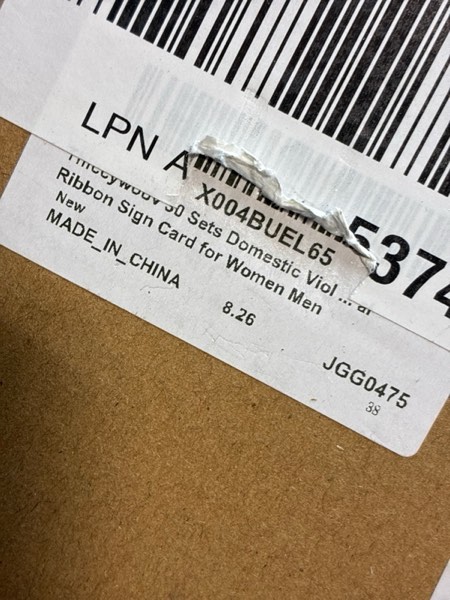 LPN A
5374
X004BUEL65
50 Sets Domestic Viol ... al
Ribbon Sign Card for Women Men
New
MADE_IN_CHINA
8.26
JGG0475
38